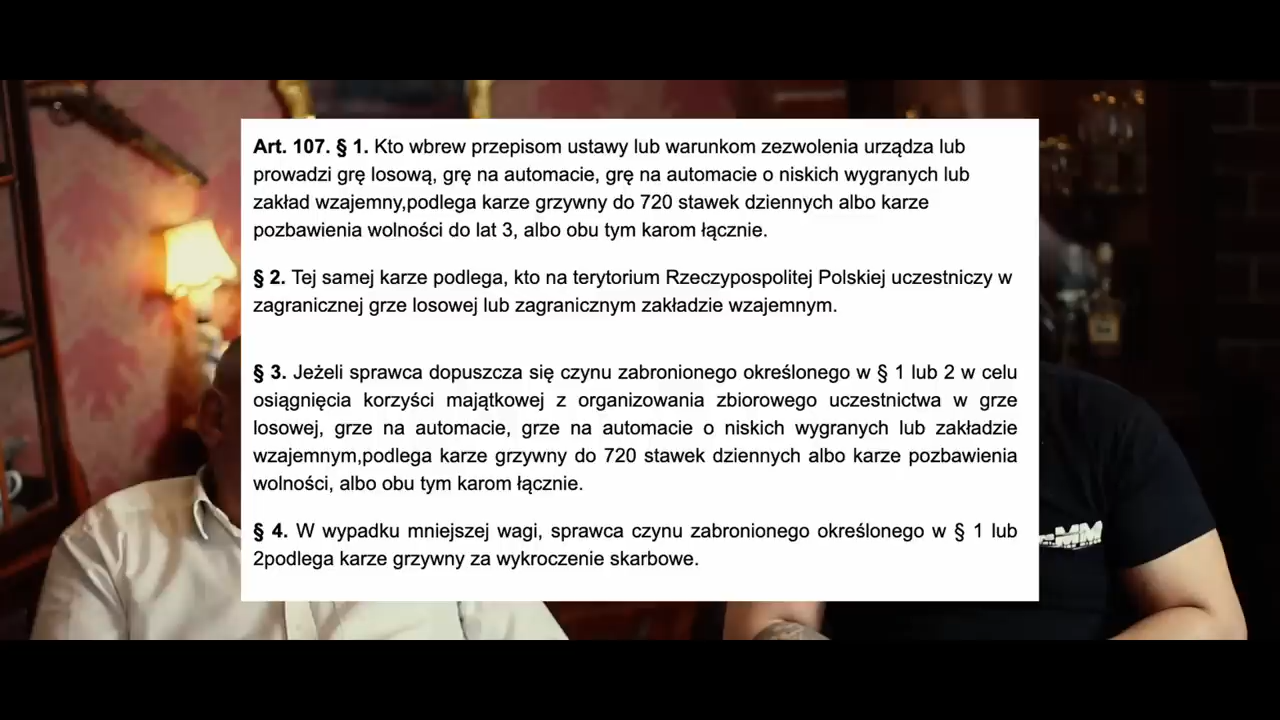 Art. 107. § 1. Kto wbrew przepisom ustawy lub warunkom zezwolenia urządza lub
prowadzi grę losową, grę na automacie, grę na automacie o niskich wygranych lub
zakład wzajemny,podlega karze grzywny do 720 stawek dziennych albo karze
pozbawienia wolności do lat 3, albo obu tym karom łącznie.
§ 2. Tej samej karze podlega, kto na terytorium Rzeczypospolitej Polskiej uczestniczy w
zagranicznej grze losowej lub zagranicznym zakładzie wzajemnym.
§ 3. Jeżeli sprawca dopuszcza się czynu zabronionego określonego w § 1 lub 2 w celu
osiągnięcia korzyści majątkowej z organizowania zbiorowego uczestnictwa w grze
losowej, grze na automacie, grze na automacie o niskich wygranych lub zakładzie
wzajemnym,podlega karze grzywny do 720 stawek dziennych albo karze pozbawienia
wolności, albo obu tym karom łącznie.
§ 4. W wypadku mniejszej wagi, sprawca czynu zabronionego określonego w § 1 lub
2podlega karze grzywny za wykroczenie skarbowe.